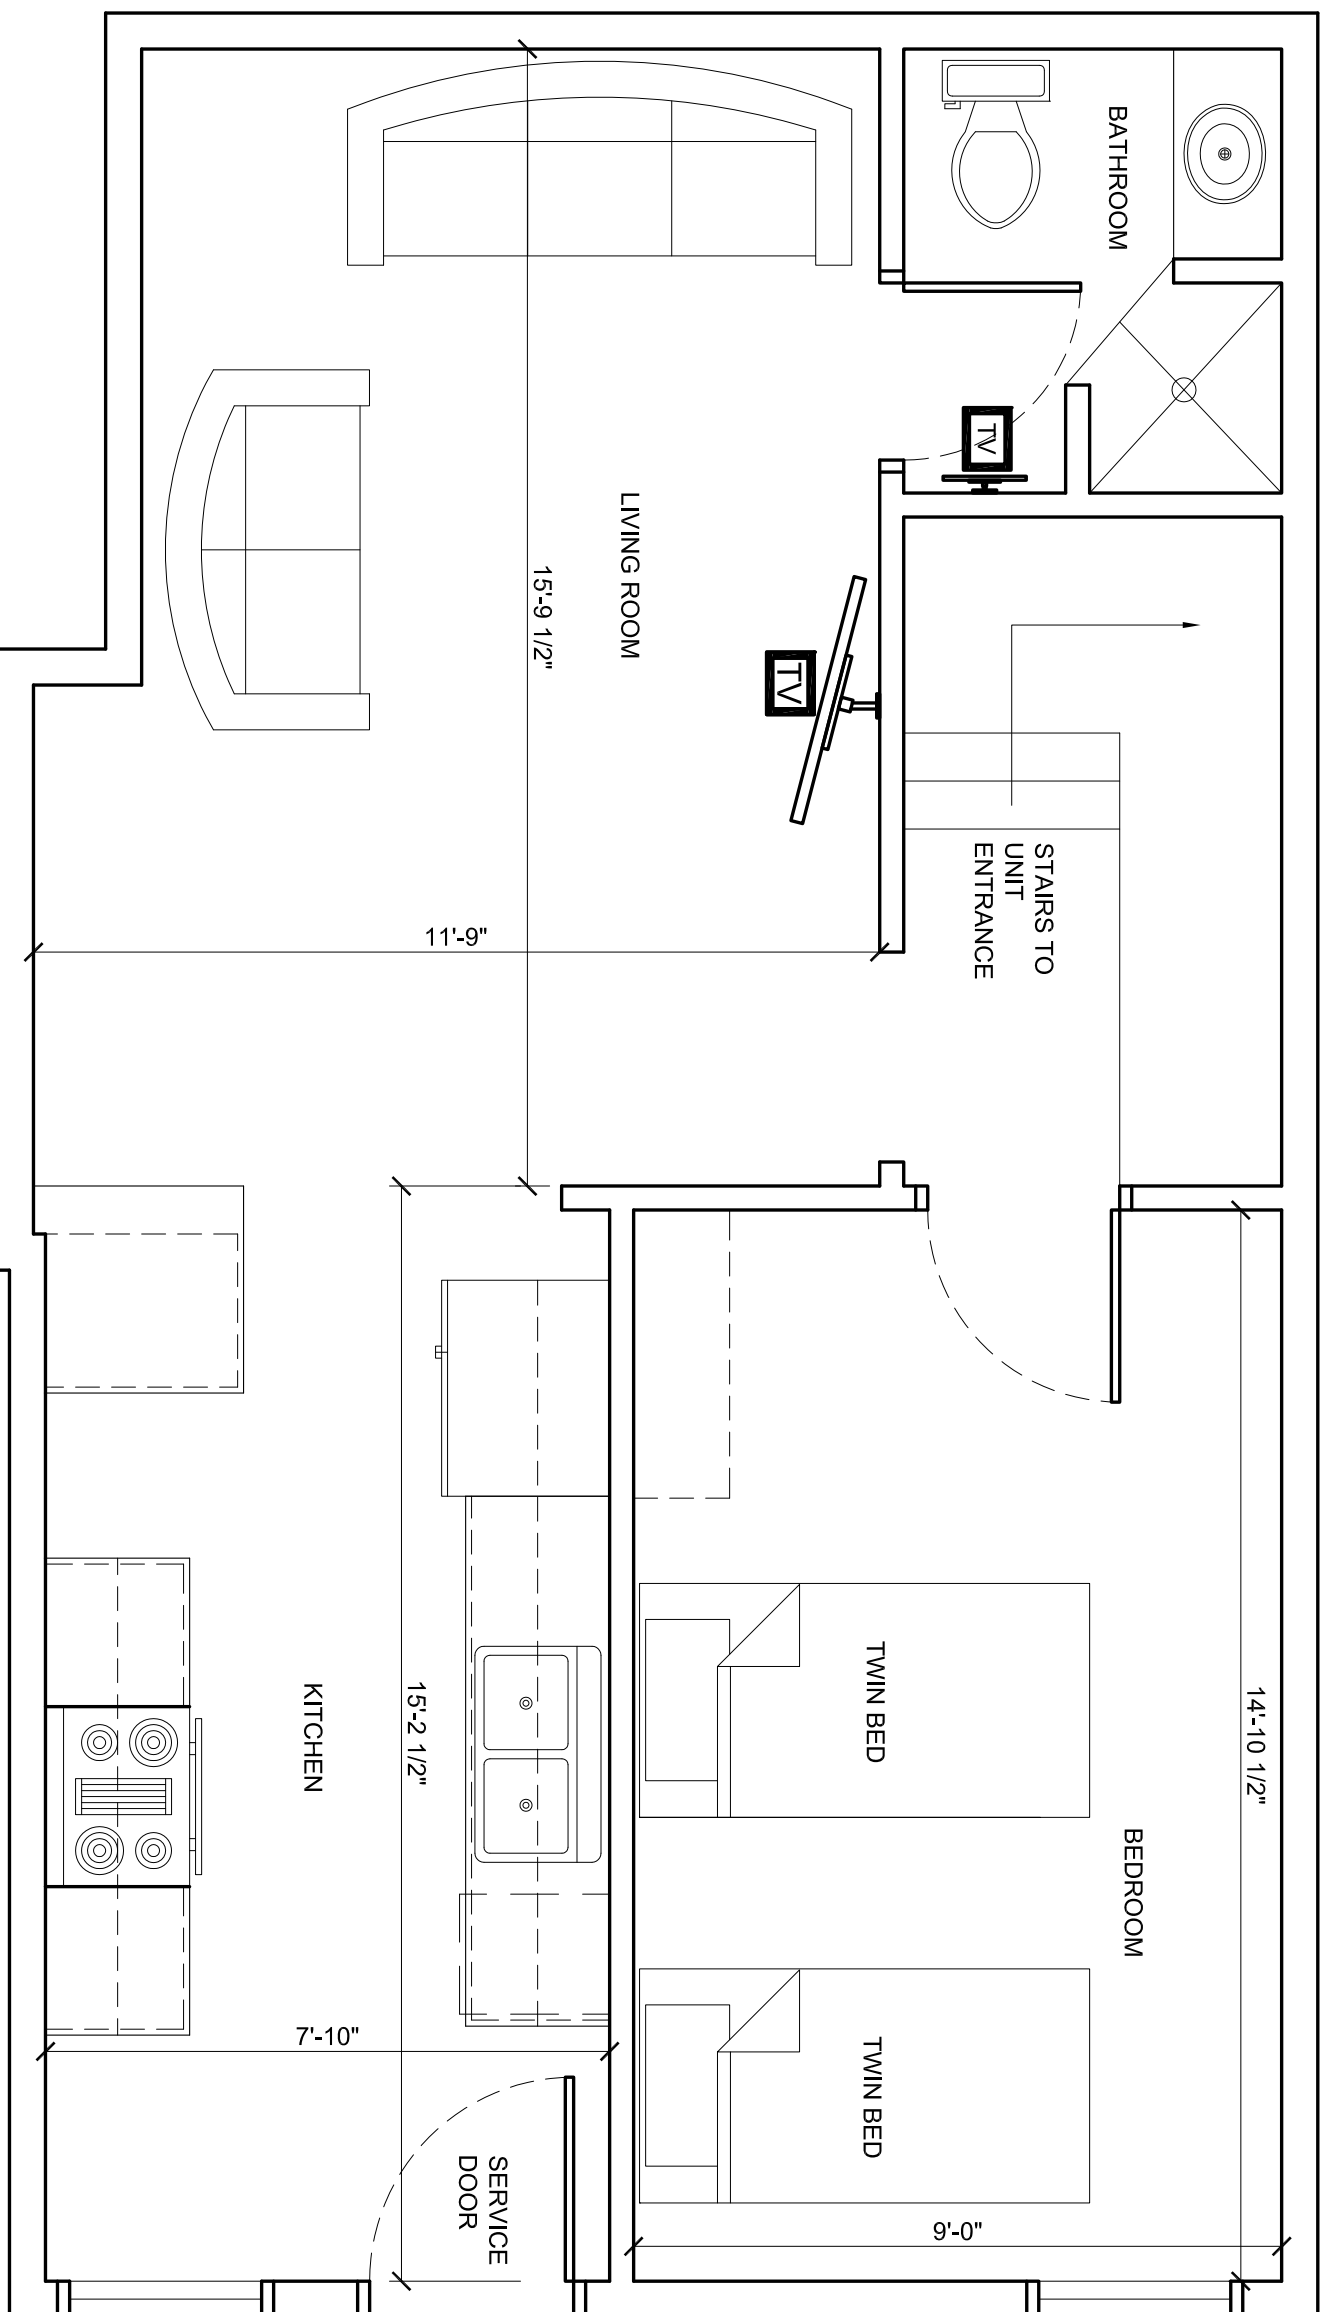 BATHROOM
TV
LIVING ROOM
15'-9 1/2"
TV
STAIRS TO
UNIT
ENTRANCE
11'-9"
TWIN BED
14'-10 1/2"
BEDROOM
TWIN BED
9'-0"
KITCHEN
15'-2 1/2"
7'-10"
SERVICE
DOOR